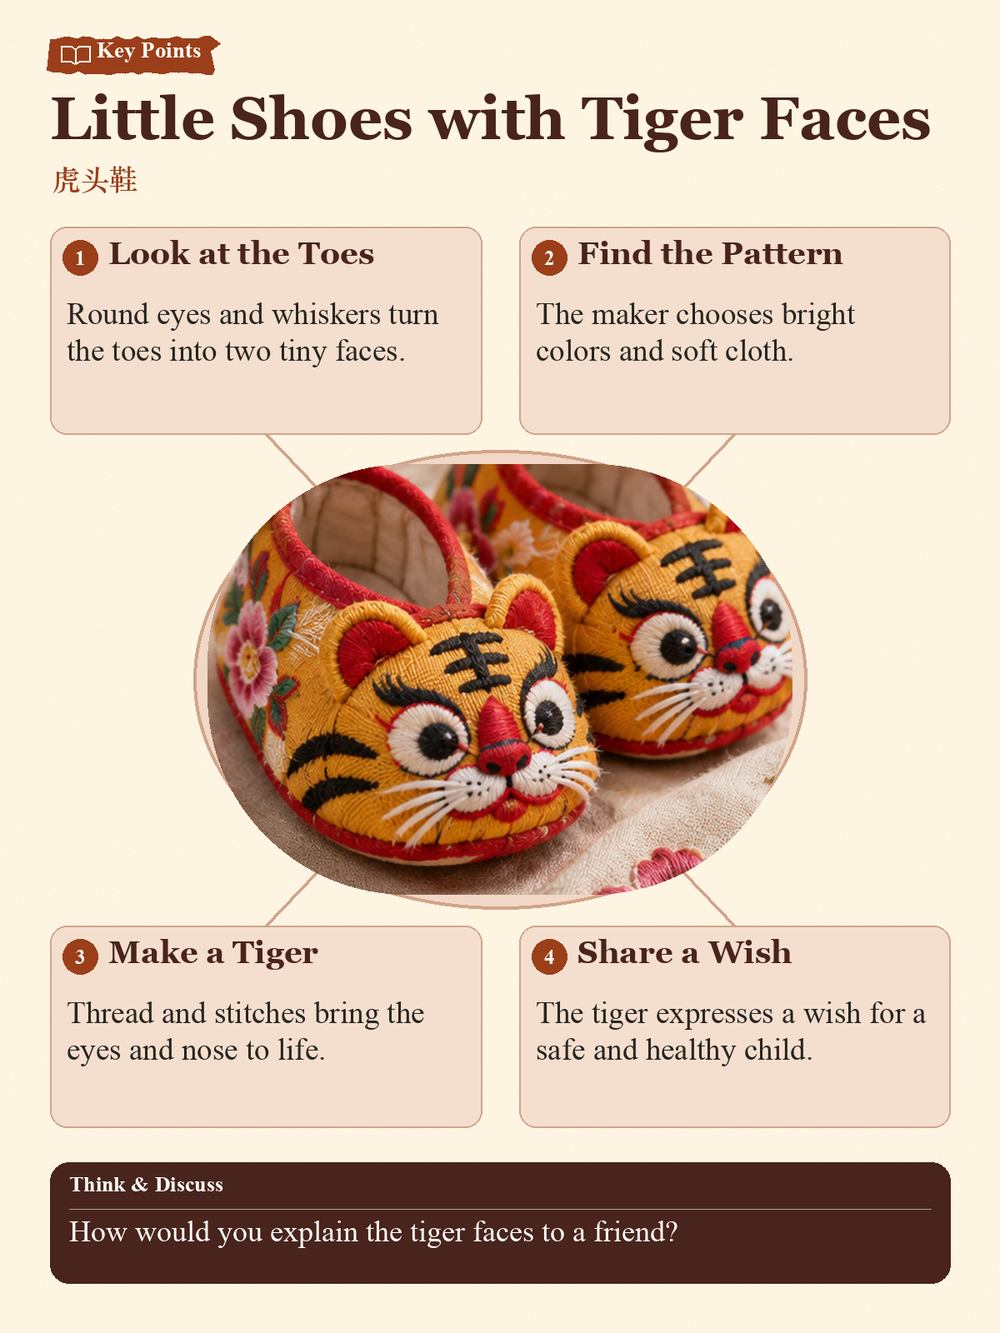 Key Points
Little Shoes with Tiger Faces
虎头鞋
1 Look at the Toes
Round eyes and whiskers turn
the toes into two tiny faces.
2 Find the Pattern
The maker chooses bright
colors and soft cloth.
3 Make a Tiger
Thread and stitches bring the
eyes and nose to life.
4 Share a Wish
The tiger expresses a wish for a
safe and healthy child.
Think & Discuss
How would you explain the tiger faces to a friend?